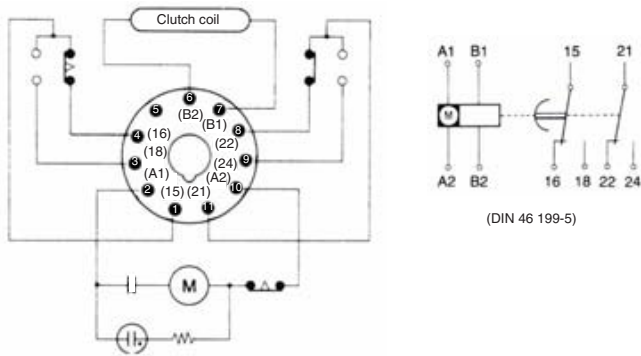 Clutch coil
6
5 (B2) 7
(B1)
4 (16) 8
(22)
(18)
3 (24) 9
(A1) (A2)
2 10
(15) (21)
1 11
M
A1 B1 15 21
M
A2 B2 16 18 22 24
(DIN 46 199-5)